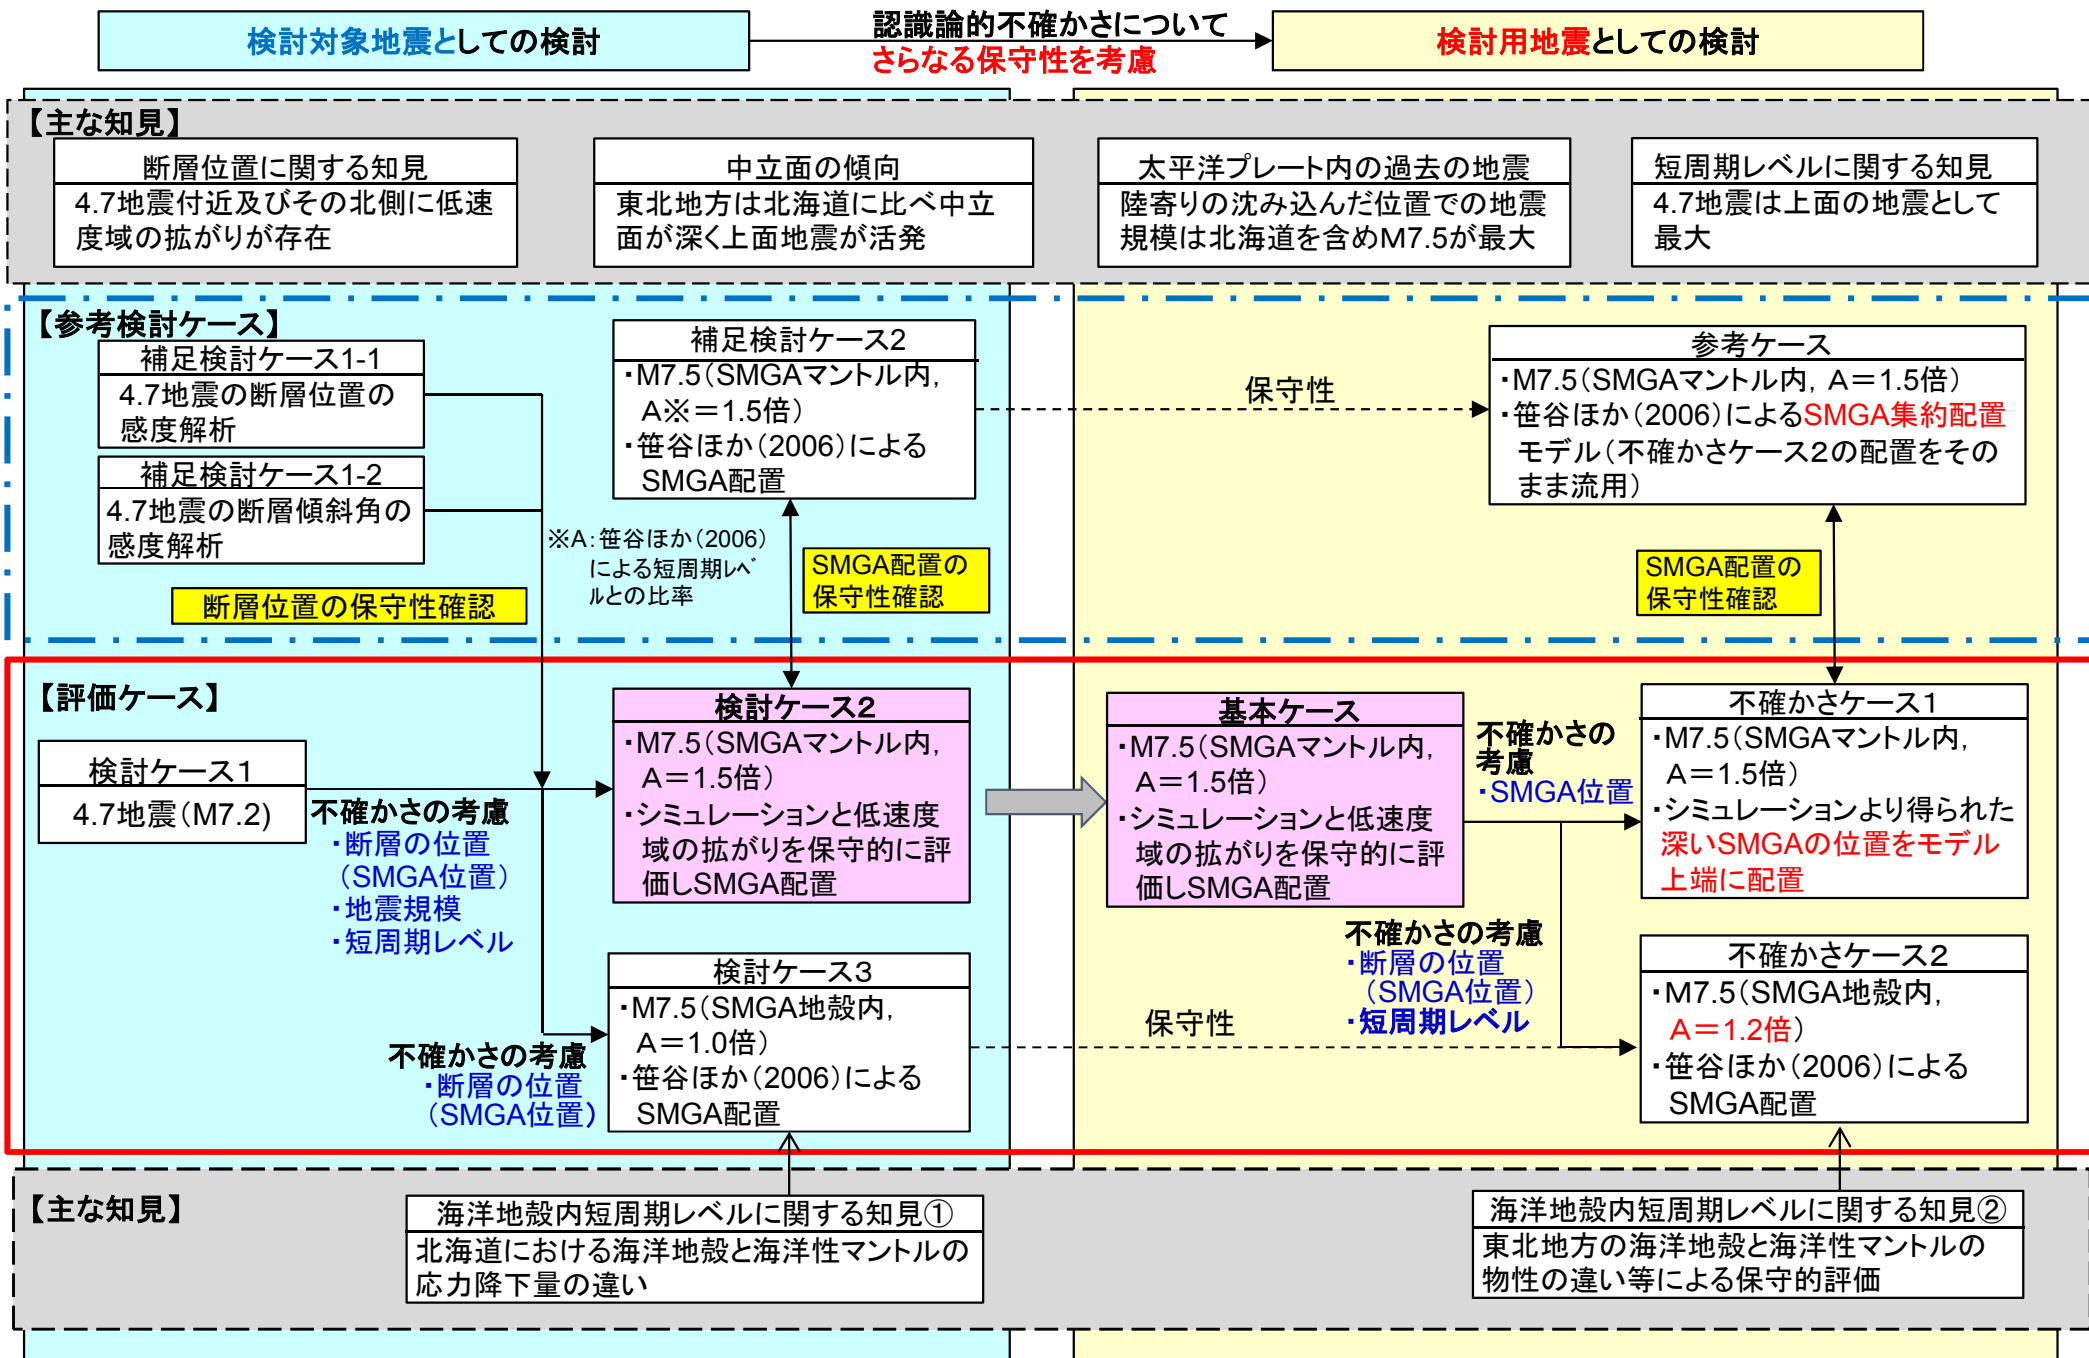 検討対象地震としての検討
認識論的不確かさについて
さらなる保守性を考慮
検討用地震としての検討
【主な知見】
断層位置に関する知見
4.7地震付近及びその北側に低速
度域の拡がりが存在
中立面の傾向
東北地方は北海道に比べ中立
面が深く上面地震が活発
太平洋プレート内の過去の地震
陸寄りの沈み込んだ位置での地震
規模は北海道を含めM7.5が最大
短周期レベルに関する知見
4.7地震は上面の地震として
最大
【参考検討ケース】
補足検討ケース1-1
4.7地震の断層位置の
感度解析
補足検討ケース1-2
4.7地震の断層傾斜角の
感度解析
断層位置の保守性確認
補足検討ケース2
・M7.5（SMGAマントル内，
A※＝1.5倍）
・笹谷ほか（2006）による
SMGA配置
※A：笹谷ほか（2006）
による短周期レベ
ルとの比率
SMGA配置の
保守性確認
保守性
参考ケース
・M7.5（SMGAマントル内，A＝1.5倍）
・笹谷ほか（2006）によるSMGA集約配置
モデル（不確かさケース2の配置をその
まま流用）
SMGA配置の
保守性確認
【評価ケース】
検討ケース1
4.7地震（M7.2）
不確かさの考慮
・断層の位置
（SMGA位置）
・地震規模
・短周期レベル
検討ケース2
・M7.5（SMGAマントル内，
A＝1.5倍）
・シミュレーションと低速度
域の拡がりを保守的に評
価しSMGA配置
不確かさの考慮
・断層の位置
（SMGA位置）
検討ケース3
・M7.5（SMGA地殻内，
A＝1.0倍）
・笹谷ほか（2006）による
SMGA配置
基本ケース
・M7.5（SMGAマントル内，
A＝1.5倍）
・シミュレーションと低速度
域の拡がりを保守的に評
価しSMGA配置
不確かさの
考慮
・SMGA位置
不確かさケース1
・M7.5（SMGAマントル内，
A＝1.5倍）
・シミュレーションより得られた
深いSMGAの位置をモデル
上端に配置
不確かさの考慮
・断層の位置
（SMGA位置）
・短周期レベル
保守性
不確かさケース2
・M7.5（SMGA地殻内，
A＝1.2倍）
・笹谷ほか（2006）による
SMGA配置
【主な知見】
海洋地殻内短周期レベルに関する知見①
北海道における海洋地殻と海洋性マントルの
応力降下量の違い
海洋地殻内短周期レベルに関する知見②
東北地方の海洋地殻と海洋性マントルの
物性の違い等による保守的評価